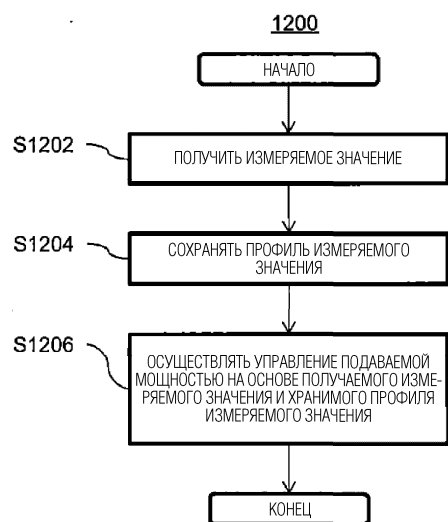 1200
НАЧАЛО
S1202
ПОЛУЧИТЬ ИЗМЕРЯЕМОЕ ЗНАЧЕНИЕ
S1204
СОХРАНЯТЬ ПРОФИЛЬ ИЗМЕРЯЕМОГО
ЗНАЧЕНИЯ
S1206
ОСУЩЕСТВЛЯТЬ УПРАВЛЕНИЕ ПОДАВАЕМОЙ
МОЩНОСТЬЮ НА ОСНОВЕ ПОЛУЧАЕМОГО ИЗМЕ-
РЯЕМОГО ЗНАЧЕНИЯ И ХРАНИМОГО ПРОФИЛЯ
ИЗМЕРЯЕМОГО ЗНАЧЕНИЯ
КОНЕЦ